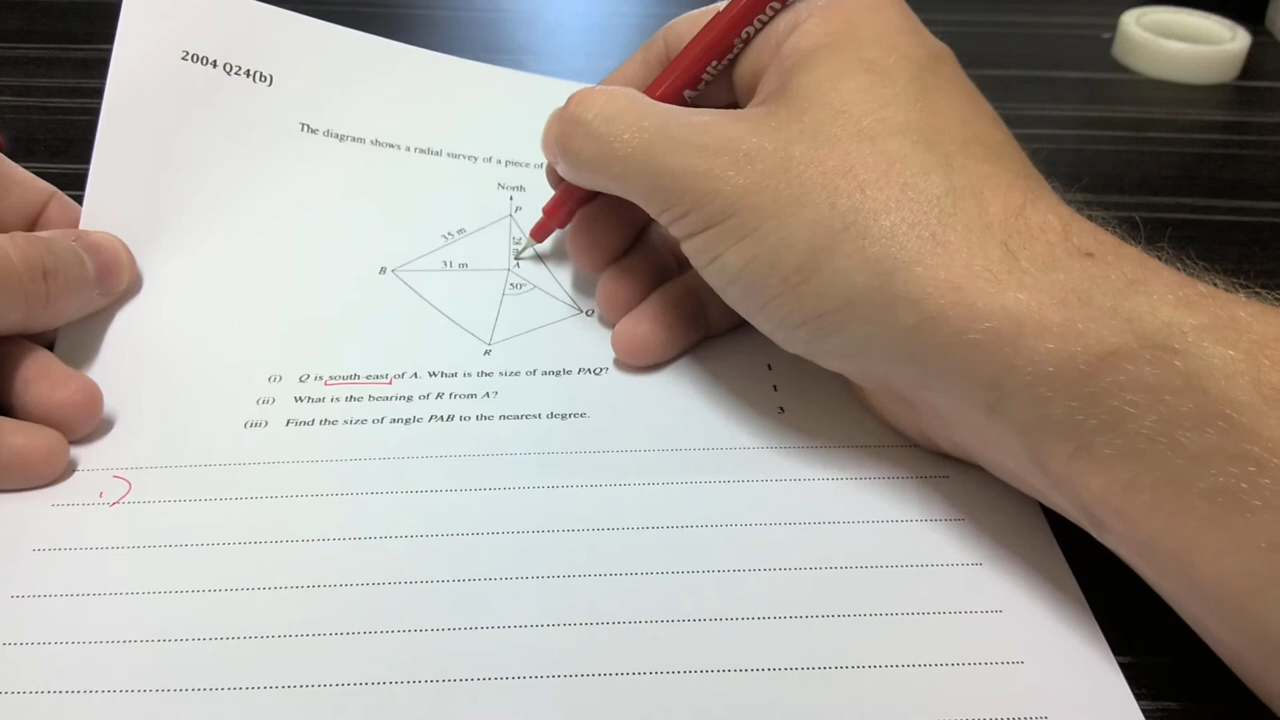 2004 Q24(b)
The diagram shows a radial survey of a piece of
North
P
35 m
28 m
B
31 m
A
50°
Q
R
(i) Q is south-east of A. What is the size of angle PAQ?
1
(ii) What is the bearing of R from A?
1
(iii) Find the size of angle PAB to the nearest degree.
3
i)